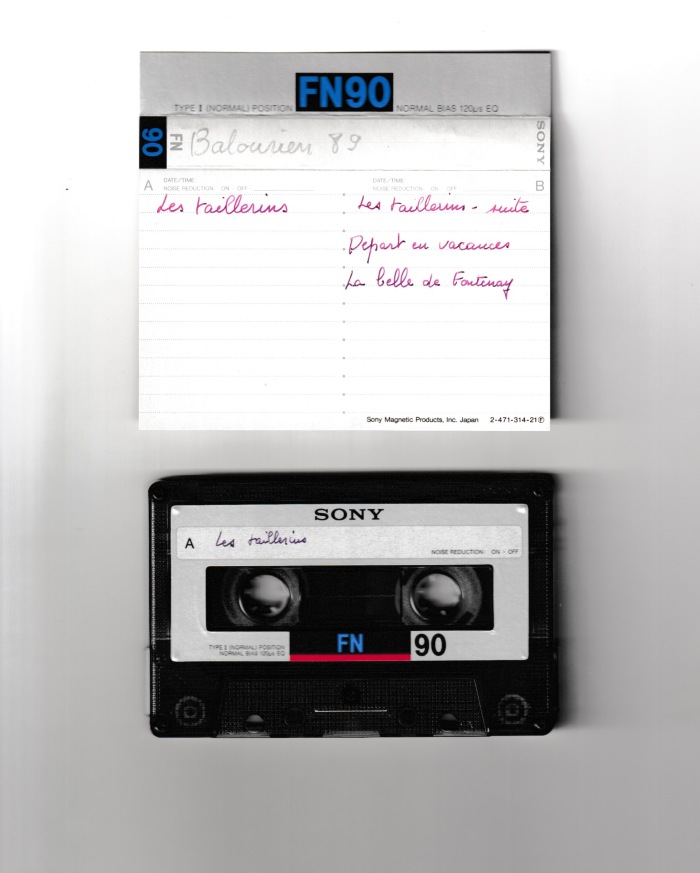 FN90
TYPE I (NORMAL) POSITION NORMAL BIAS 120µs EQ
90 FN Balourien 89 SONY
A DATE/TIME DATE/TIME B
NOISE REDUCTION ON OFF NOISE REDUCTION ON OFF
Les taillerins Les taillerins - suite
Depart en vacances
La belle de Fontenay
Sony Magnetic Products, Inc. Japan 2-471-314-21
SONY
A Les taillerins
NOISE REDUCTION ON - OFF
TYPE I (NORMAL) POSITION
NORMAL BIAS 120µs EQ
FN 90